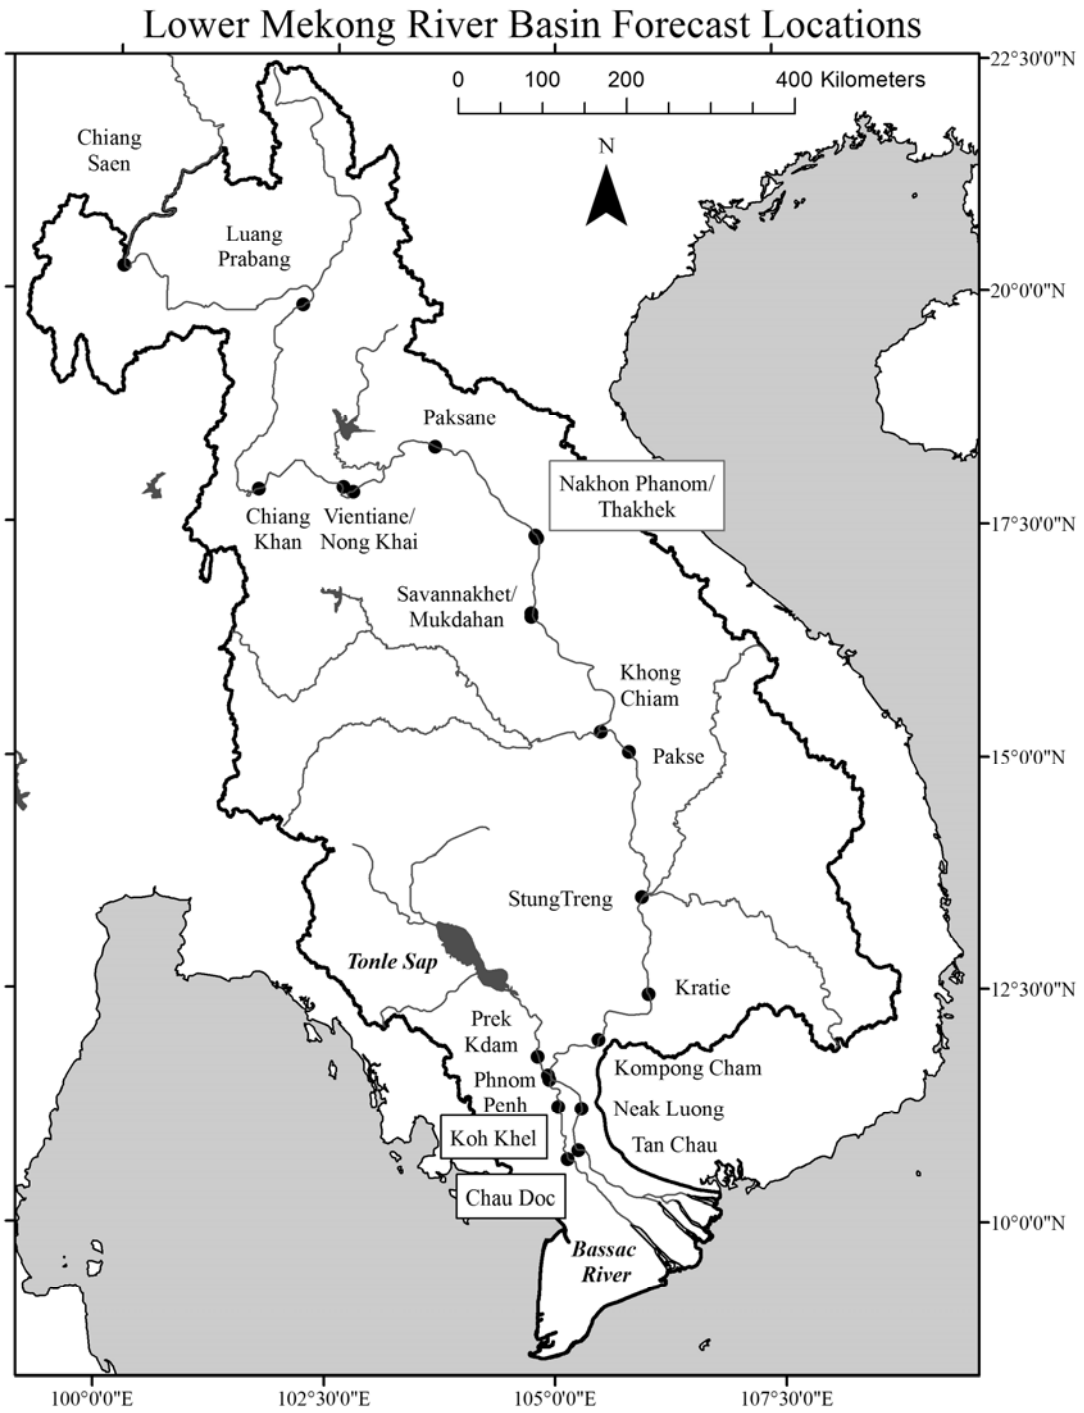 Lower Mekong River Basin Forecast Locations
0 100 200 400 Kilometers
22°30'0"N
N
Chiang
Saen
Luang
Prabang
20°0'0"N
Paksane
Nakhon Phanom/
Thakhek
Chiang
Khan
Vientiane/
Nong Khai
17°30'0"N
Savannakhet/
Mukdahan
Khong
Chiam
Pakse
15°0'0"N
StungTreng
Tonle Sap
Kratie
12°30'0"N
Prek
Kdam
Kompong Cham
Phnom
Penh
Neak Luong
Koh Khel
Tan Chau
Chau Doc
10°0'0"N
Bassac
River
100°0'0"E 102°30'0"E 105°0'0"E 107°30'0"E